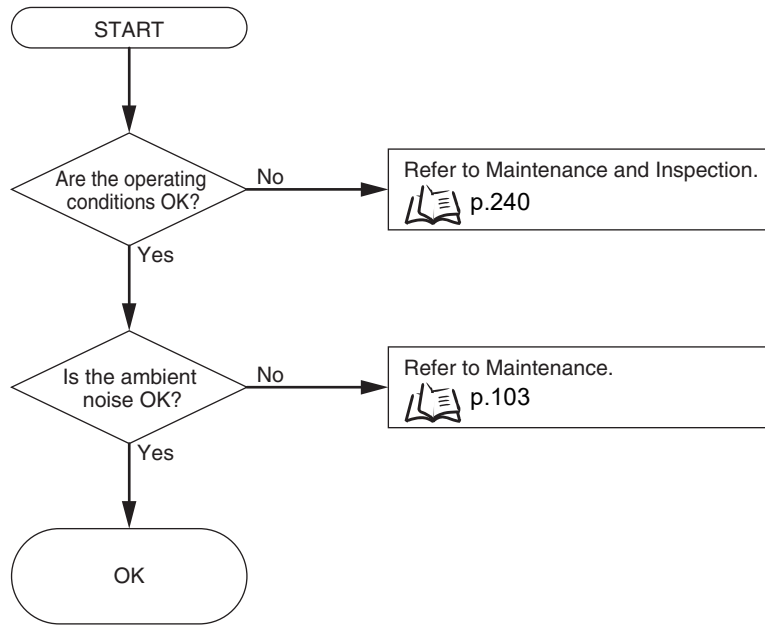 START
Are the operating
conditions OK?
No
Refer to Maintenance and Inspection.
p.240
Yes
Is the ambient
noise OK?
No
Refer to Maintenance.
p.103
Yes
OK